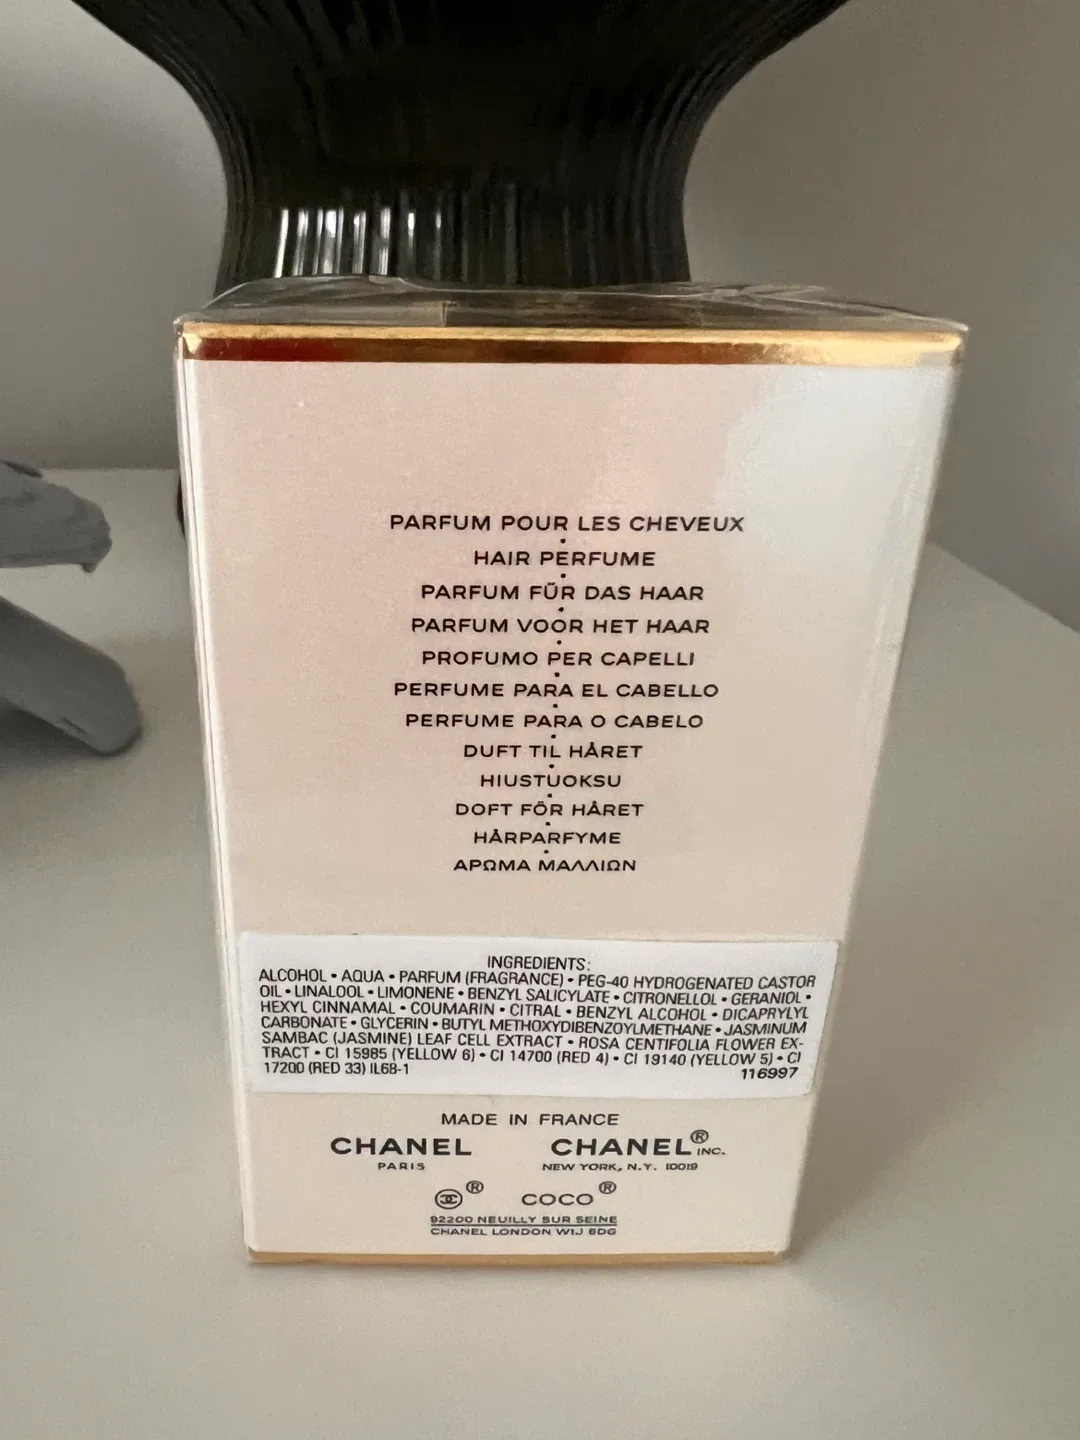 PARFUM POUR LES CHEVEUX
HAIR PERFUME
PARFUM FÜR DAS HAAR
PARFUM VOOR HET HAAR
PROFUMO PER CAPELLI
PERFUME PARA EL CABELLO
PERFUME PARA O CABELO
DUFT TIL HÅRET
HIUSTUOKSU
DOFT FÖR HÅRET
HÅRPARFYME
ΑΡΩΜΑ ΜΑΛΛΙΩΝ
INGREDIENTS:
ALCOHOL • AQUA • PARFUM (FRAGRANCE) • PEG-40 HYDROGENATED CASTOR
OIL • LINALOOL • LIMONENE • BENZYL SALICYLATE • CITRONELLOL • GERANIOL •
HEXYL CINNAMAL • COUMARIN • CITRAL • BENZYL ALCOHOL • DICAPRYLYL
CARBONATE • GLYCERIN • BUTYL METHOXYDIBENZOYLMETHANE • JASMINUM
SAMBAC (JASMINE) LEAF CELL EXTRACT • ROSA CENTIFOLIA FLOWER EX-
TRACT • CI 15985 (YELLOW 6) • CI 14700 (RED 4) • CI 19140 (YELLOW 5) • CI
17200 (RED 33) IL68-1 116997
MADE IN FRANCE
CHANEL CHANEL® INC.
PARIS NEW YORK, N.Y. 10019
® COCO®
92200 NEUILLY SUR SEINE
CHANEL LONDON W1J 6DG